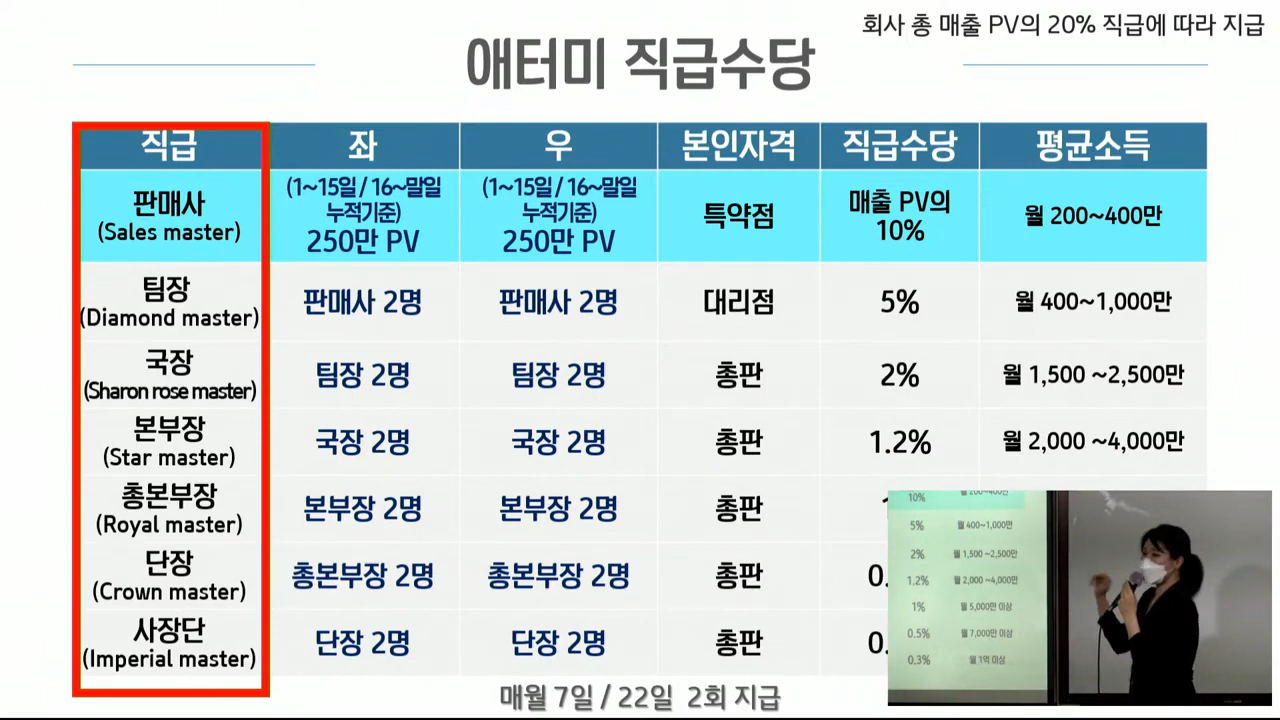 회사 총 매출 PV의 20% 직급에 따라 지급
애터미 직급수당
직급 좌 우 본인자격 직급수당 평균소득
판매사
(Sales master)
(1~15일 / 16~말일
누적기준)
250만 PV
(1~15일 / 16~말일
누적기준)
250만 PV
특약점
매출 PV의
10%
월 200~400만
팀장
(Diamond master)
판매사 2명 판매사 2명 대리점 5% 월 400~1,000만
국장
(Sharon rose master)
팀장 2명 팀장 2명 총판 2% 월 1,500 ~2,500만
본부장
(Star master)
국장 2명 국장 2명 총판 1.2% 월 2,000 ~4,000만
총본부장
(Royal master)
본부장 2명 본부장 2명 총판
단장
(Crown master)
총본부장 2명 총본부장 2명 총판 0.
사장단
(Imperial master)
단장 2명 단장 2명 총판 0.
매월 7일 / 22일 2회 지급
10% 월 200~400만
5% 월 400~1,000만
2% 월 1,500 ~2,500만
1.2% 월 2,000 ~4,000만
1% 월 5,000만 이상
0.5% 월 7,000만 이상
0.3% 월 1억 이상